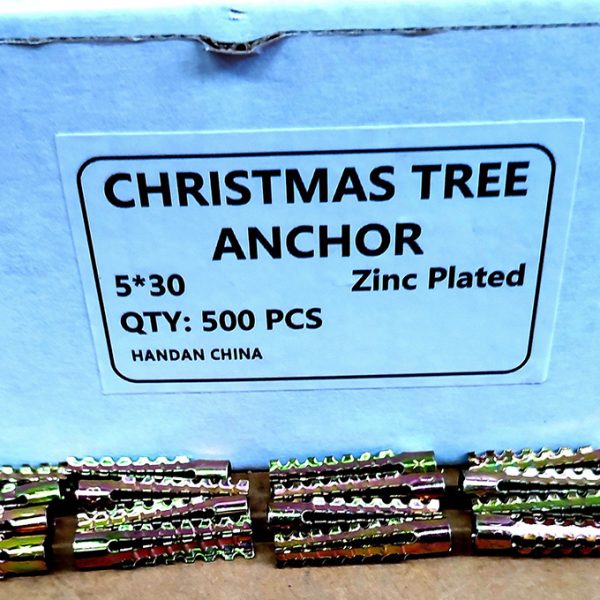 CHRISTMAS TREE
ANCHOR
5*30 Zinc Plated
QTY: 500 PCS
HANDAN CHINA